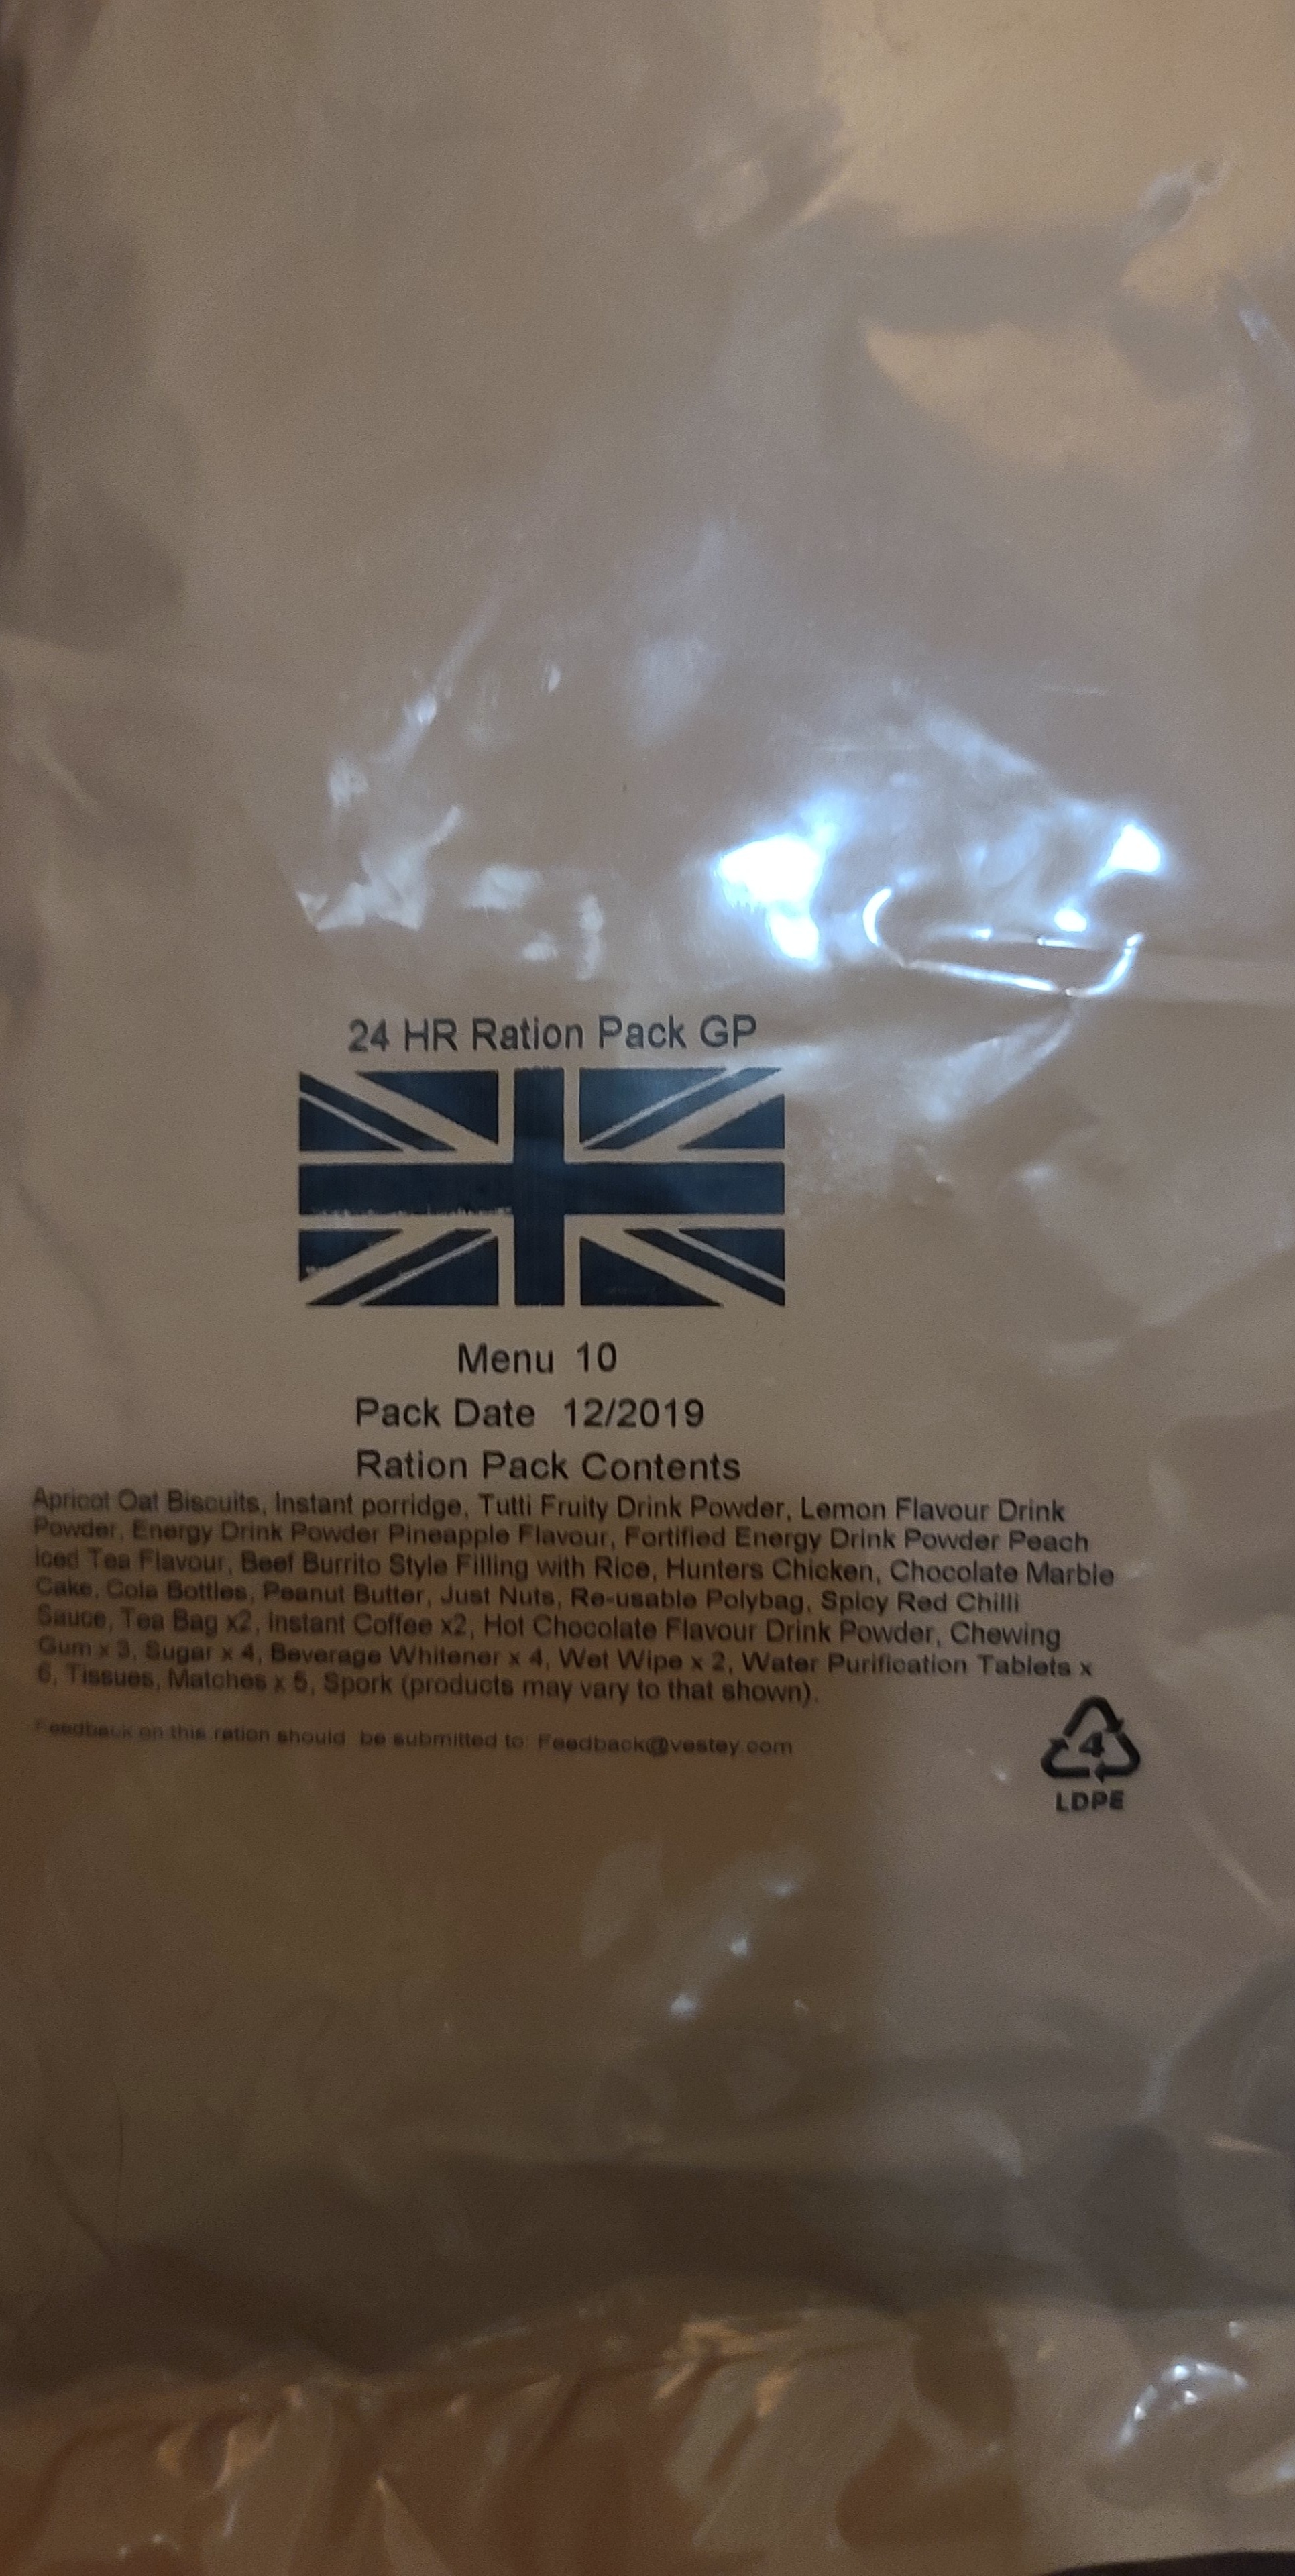 24 HR Ration Pack GP
Menu 10
Pack Date 12/2019
Ration Pack Contents
Apricot Oat Biscuits, Instant porridge, Tutti Fruity Drink Powder, Lemon Flavour Drink
Powder, Energy Drink Powder Pineapple Flavour, Fortified Energy Drink Powder Peach
Iced Tea Flavour, Beef Burrito Style Filling with Rice, Hunters Chicken, Chocolate Marble
Cake, Cola Bottles, Peanut Butter, Just Nuts, Re-usable Polybag, Spicy Red Chilli
Sauce, Tea Bag x2, Instant Coffee x2, Hot Chocolate Flavour Drink Powder, Chewing
Gum x 3, Sugar x 4, Beverage Whitener x 4, Wet Wipe x 2, Water Purification Tablets x
6, Tissues, Matches x 5, Spork (products may vary to that shown).
Feedback on this ration should be submitted to: Feedback@vestey.com
4
LDPE